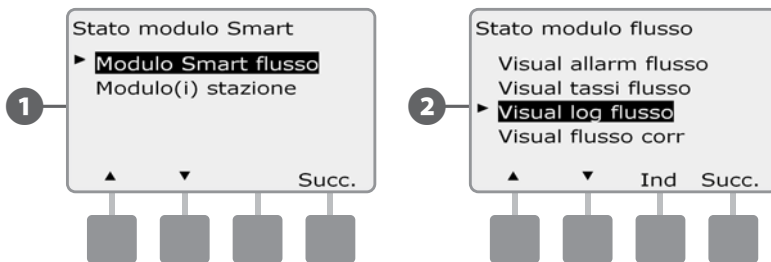 1
Stato modulo Smart
► Modulo Smart flusso
Modulo(i) stazione
▲ ▼ Succ.
2
Stato modulo flusso
Visual allarm flusso
Visual tassi flusso
► Visual log flusso
Visual flusso corr
▲ ▼ Ind Succ.